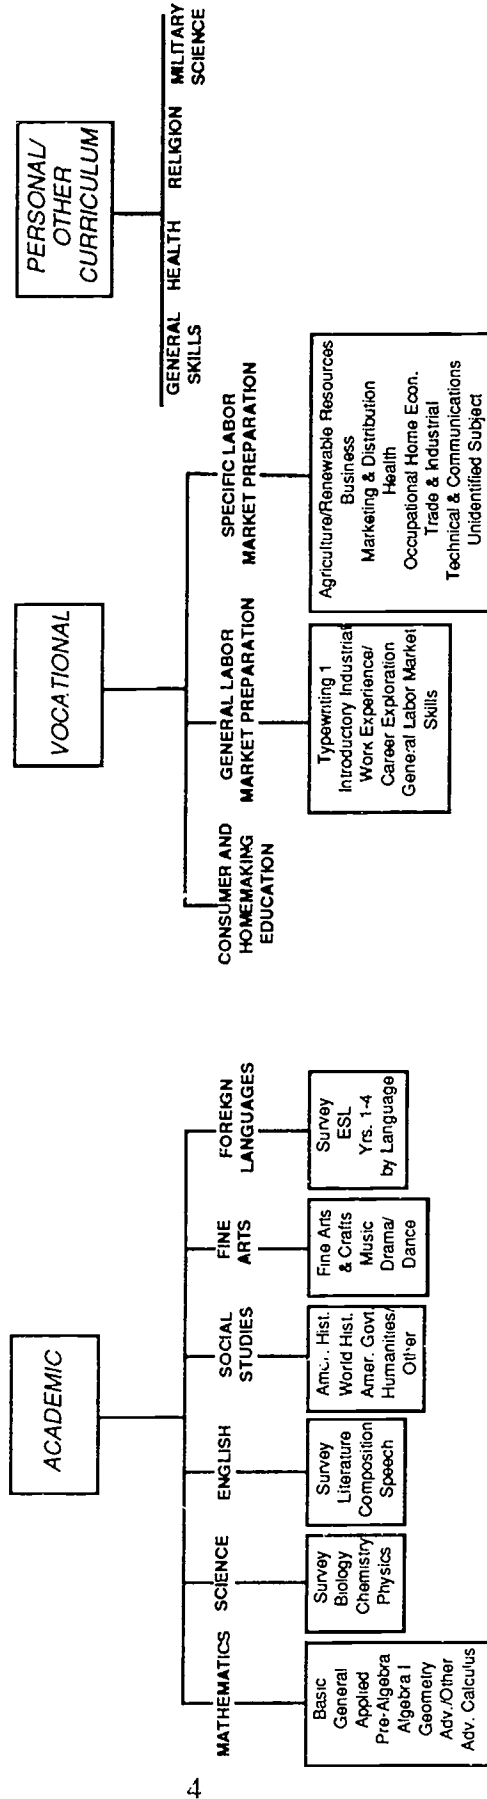 ACADEMIC
MATHEMATICS
Basic
General
Applied
Pre-Algebra
Algebra I
Geometry
Adv./Other
Adv. Calculus
SCIENCE
Survey
Biology
Chemistry
Physics
ENGLISH
Survey
Literature
Composition
Speech
SOCIAL
STUDIES
Amer. Hist.
World Hist.
Amer. Govt.
Humanities/
Other
FINE
ARTS
Fine Arts
& Crafts
Music
Drama/
Dance
FOREIGN
LANGUAGES
Survey
ESL
Yrs. 1-4
by Language
VOCATIONAL
CONSUMER AND
HOMEMAKING
EDUCATION
GENERAL LABOR
MARKET PREPARATION
Typewriting 1
Introductory Industrial
Work Experience/
Career Exploration
General Labor Market
Skills
SPECIFIC LABOR
MARKET PREPARATION
Agriculture/Renewable Resources
Business
Marketing & Distribution
Health
Occupational Home Econ.
Trade & Industrial
Technical & Communications
Unidentified Subject
PERSONAL/
OTHER
CURRICULUM
GENERAL
SKILLS
HEALTH
RELIGION
MILITARY
SCIENCE
4